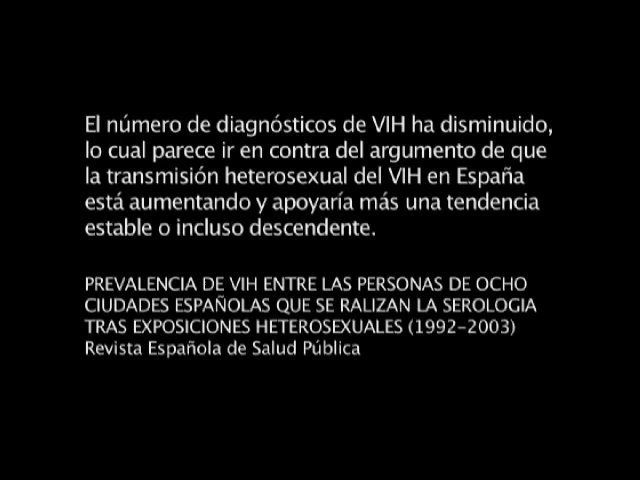 El número de diagnósticos de VIH ha disminuido,
lo cual parece ir en contra del argumento de que
la transmisión heterosexual del VIH en España
está aumentando y apoyaría más una tendencia
estable o incluso descendente.
PREVALENCIA DE VIH ENTRE LAS PERSONAS DE OCHO
CIUDADES ESPAÑOLAS QUE SE RALIZAN LA SEROLOGIA
TRAS EXPOSICIONES HETEROSEXUALES (1992-2003)
Revista Española de Salud Pública